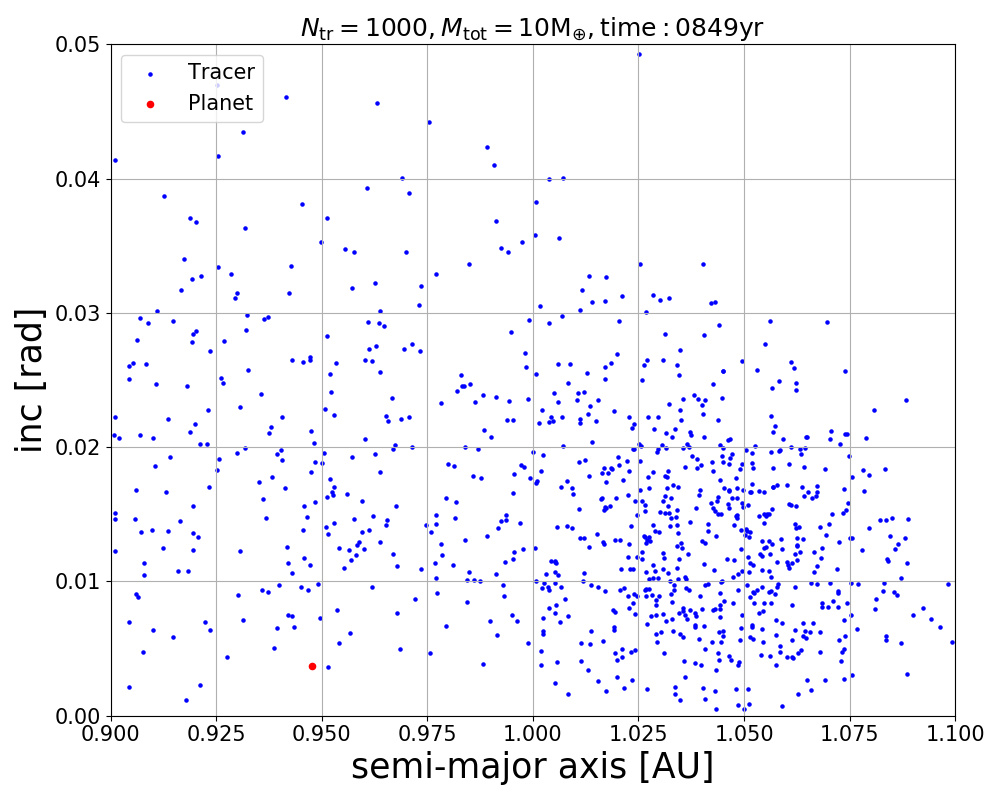 N_tr = 1000, M_tot = 10M_⊕, time : 0849yr
Tracer
Planet
0.05
0.04
0.03
0.02
0.01
0.00
inc [rad]
0.900 0.925 0.950 0.975 1.000 1.025 1.050 1.075 1.100
semi-major axis [AU]